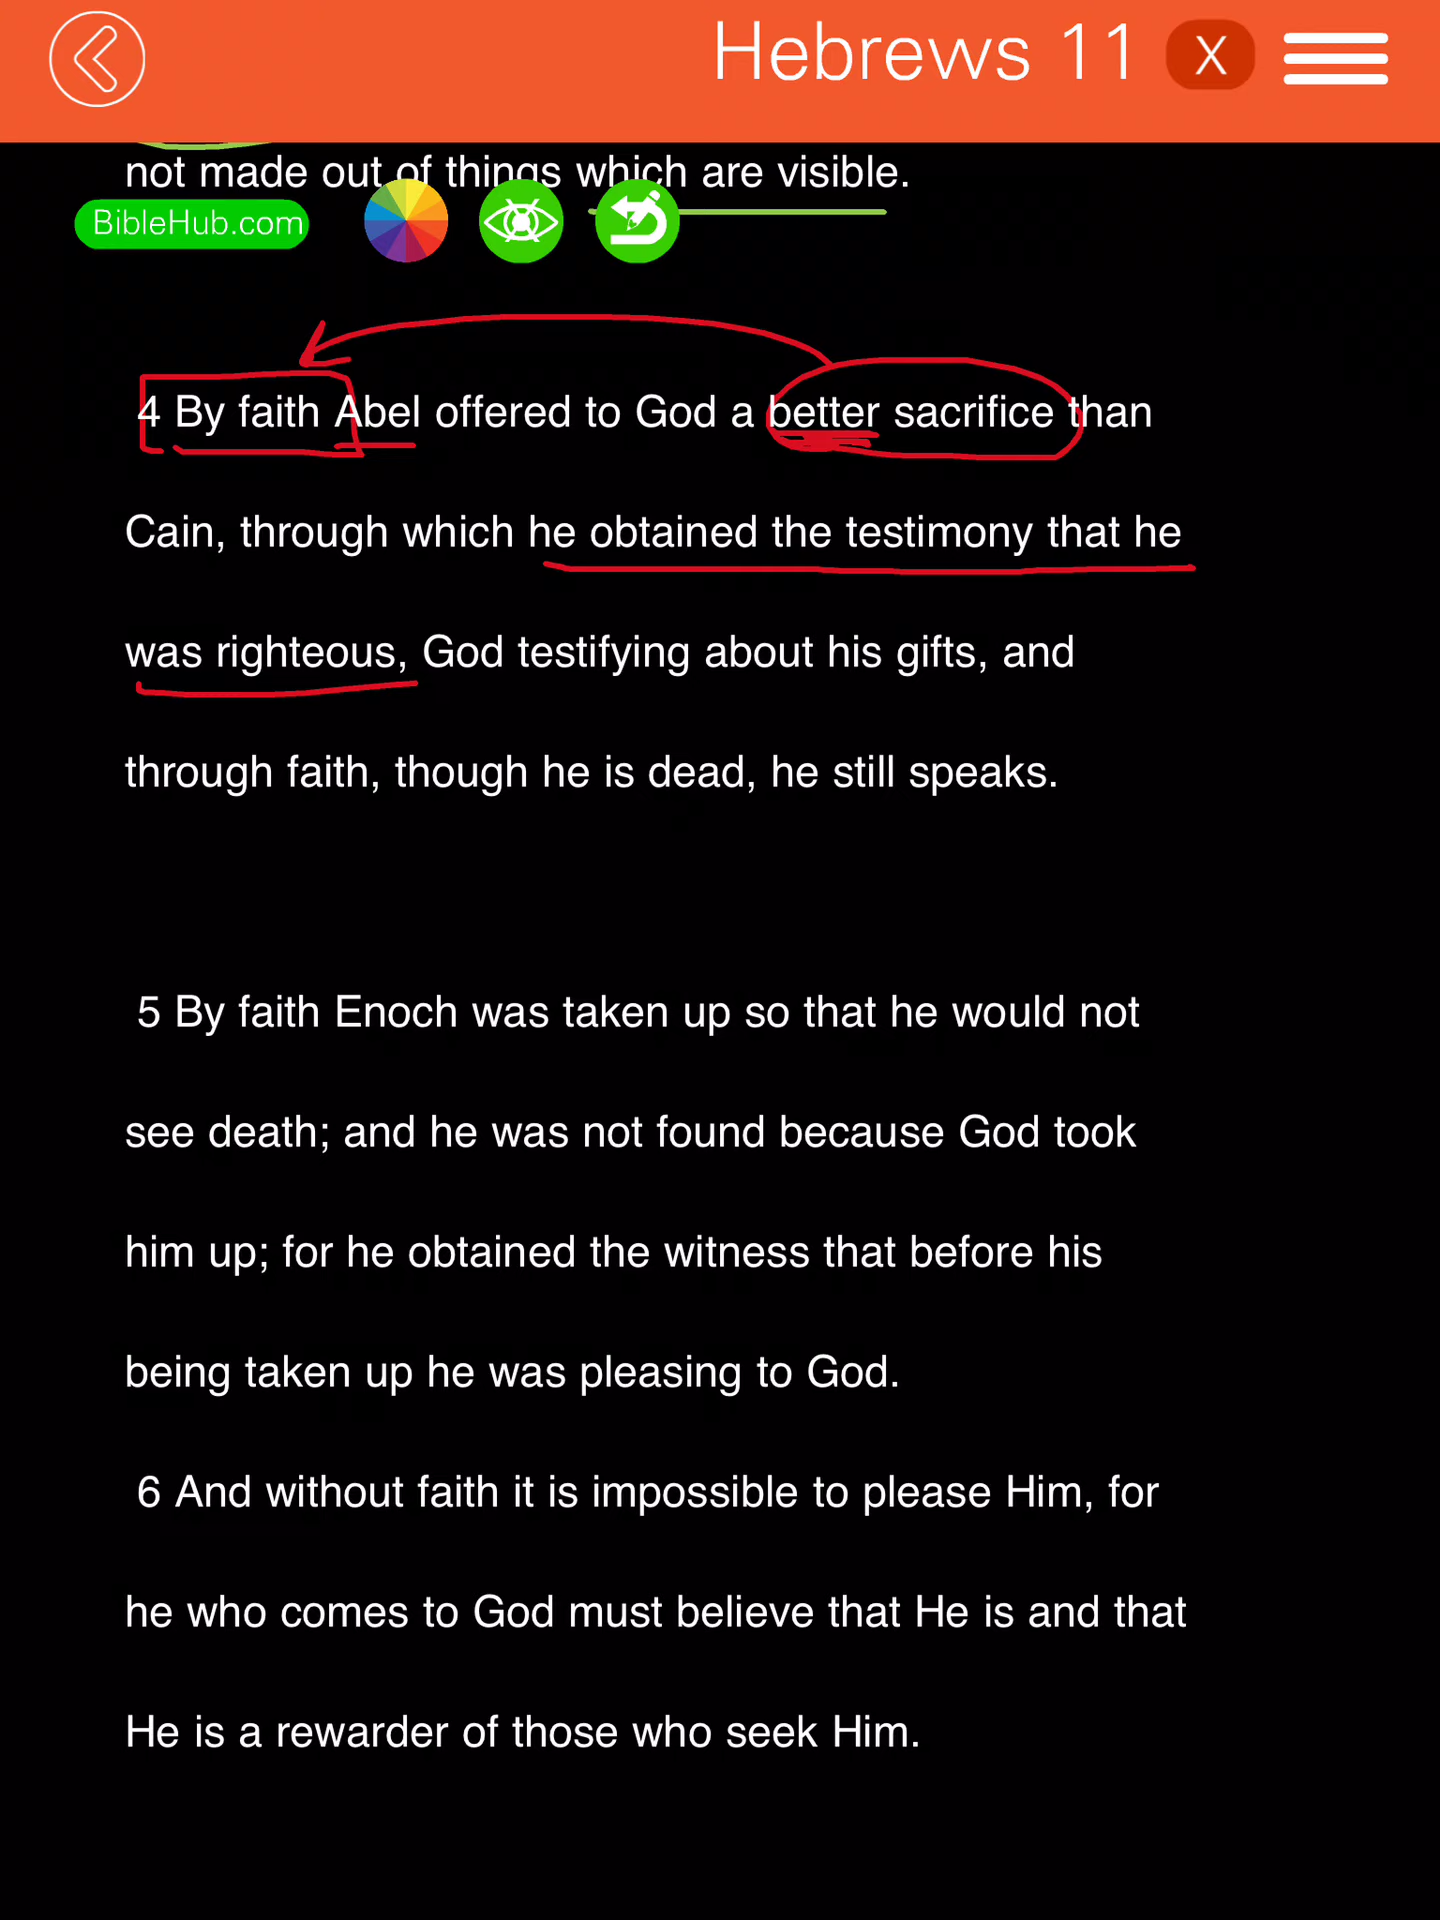 Hebrews 11 X
not made out of things which are visible.
BibleHub.com
4 By faith Abel offered to God a better sacrifice than
Cain, through which he obtained the testimony that he
was righteous, God testifying about his gifts, and
through faith, though he is dead, he still speaks.
5 By faith Enoch was taken up so that he would not
see death; and he was not found because God took
him up; for he obtained the witness that before his
being taken up he was pleasing to God.
6 And without faith it is impossible to please Him, for
he who comes to God must believe that He is and that
He is a rewarder of those who seek Him.